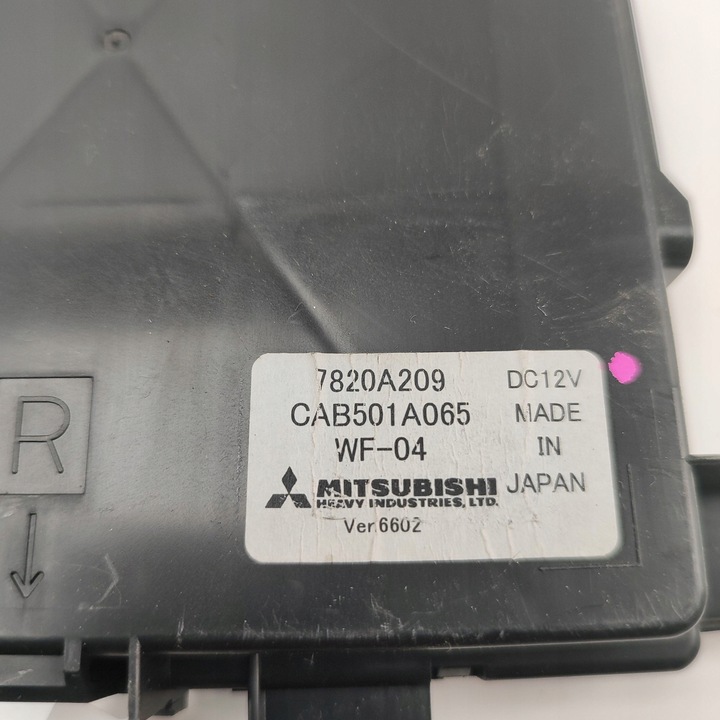 7820A209
CAB501A065
WF-04
MITSUBISHI
HEAVY INDUSTRIES, LTD.
Ver.6602
DC12V
MADE
IN
JAPAN
R